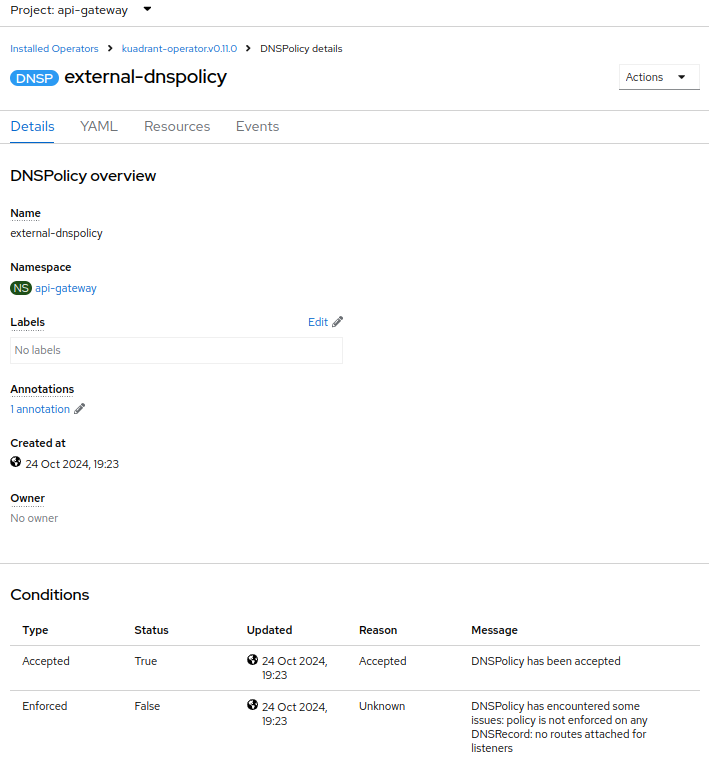 Project: api-gateway
Installed Operators > kuadrant-operator.v0.11.0 > DNSPolicy details
DNSP external-dnspolicy
Actions
Details YAML Resources Events
DNSPolicy overview
Name
external-dnspolicy
Namespace
NS api-gateway
Labels Edit
No labels
Annotations
1 annotation
Created at
24 Oct 2024, 19:23
Owner
No owner
Conditions
Type Status Updated Reason Message
Accepted True 24 Oct 2024, Accepted DNSPolicy has been accepted
19:23
Enforced False 24 Oct 2024, Unknown DNSPolicy has encountered some
19:23 issues: policy is not enforced on any
DNSRecord: no routes attached for
listeners